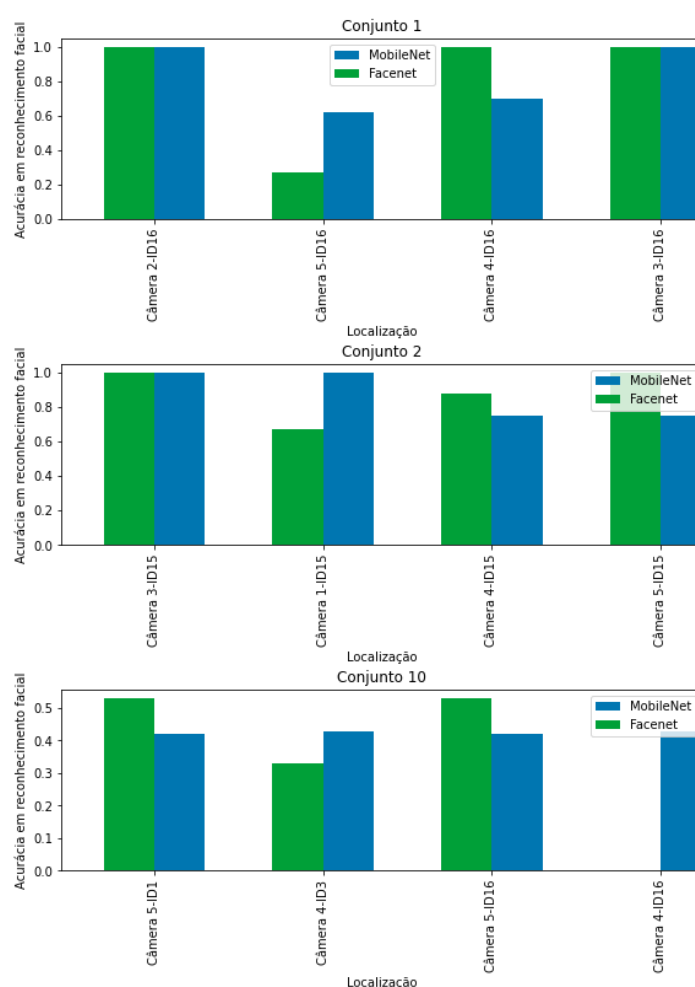 Conjunto 1
Acurácia em reconhecimento facial
1.0
0.8
0.6
0.4
0.2
0.0
MobileNet
Facenet
Câmera 2-ID16
Câmera 5-ID16
Câmera 4-ID16
Câmera 3-ID16
Localização
Conjunto 2
Acurácia em reconhecimento facial
1.0
0.8
0.6
0.4
0.2
0.0
MobileNet
Facenet
Câmera 3-ID15
Câmera 1-ID15
Câmera 4-ID15
Câmera 5-ID15
Localização
Conjunto 10
Acurácia em reconhecimento facial
0.5
0.4
0.3
0.2
0.1
0.0
MobileNet
Facenet
Câmera 5-ID1
Câmera 4-ID3
Câmera 5-ID16
Câmera 4-ID16
Localização